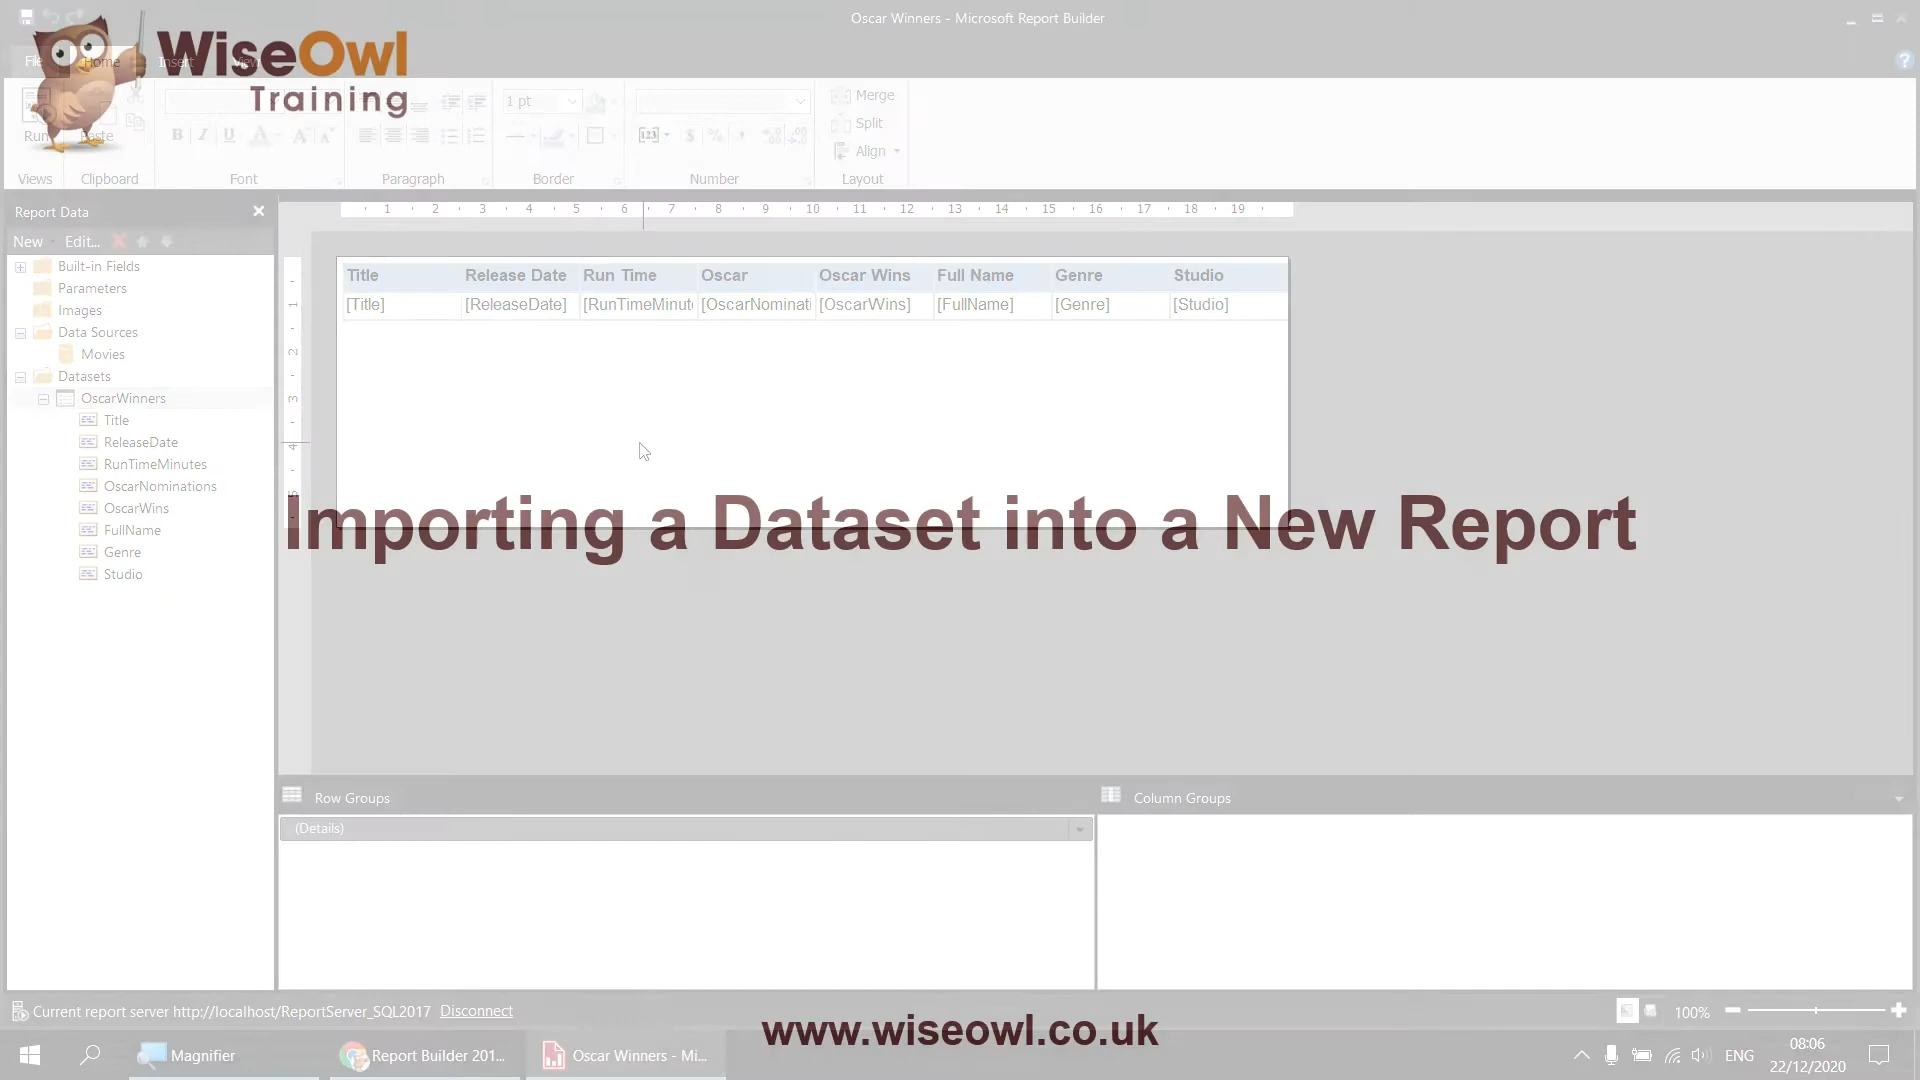 Oscar Winners - Microsoft Report Builder
WiseOwl
Training
File Home Insert View
Run
Paste
1 pt
Merge
Split
Align
Views Clipboard Font Paragraph Border Number Layout
Report Data
New Edit...
Built-in Fields
Parameters
Images
Data Sources
Movies
Datasets
OscarWinners
Title
ReleaseDate
RunTimeMinutes
OscarNominations
OscarWins
FullName
Genre
Studio
1 2 3 4 5 6 7 8 9 10 11 12 13 14 15 16 17 18 19
1
2
3
4
5
Title Release Date Run Time Oscar Oscar Wins Full Name Genre Studio
[Title] [ReleaseDate] [RunTimeMinut [OscarNominati [OscarWins] [FullName] [Genre] [Studio]
Importing a Dataset into a New Report
Row Groups Column Groups
(Details)
Current report server http://localhost/ReportServer_SQL2017 Disconnect
100%
www.wiseowl.co.uk
Magnifier Report Builder 201... Oscar Winners - Mi...
ENG
08:06
22/12/2020